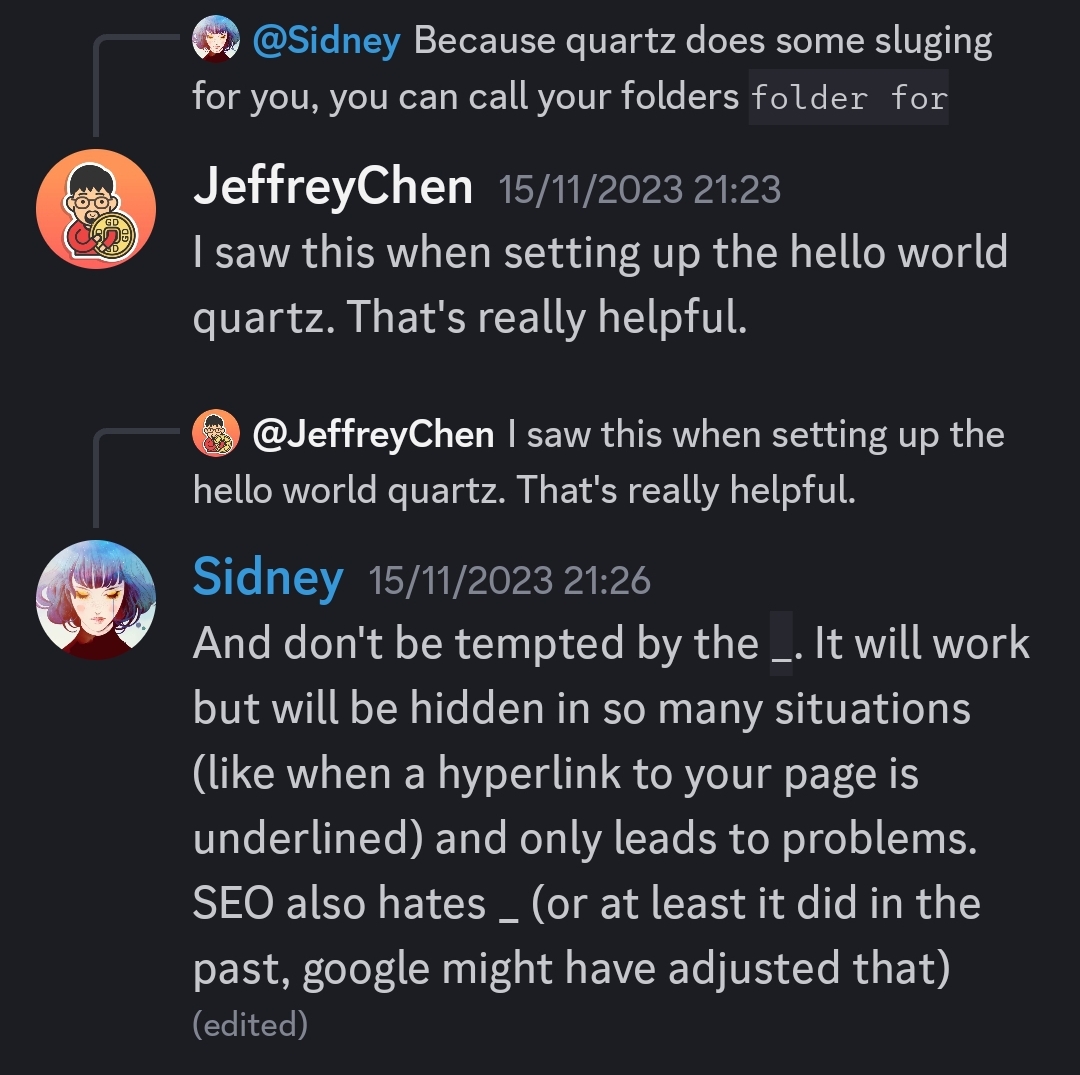 @Sidney Because quartz does some sluging
for you, you can call your folders folder for
JeffreyChen 15/11/2023 21:23
I saw this when setting up the hello world
quartz. That's really helpful.
@JeffreyChen I saw this when setting up the
hello world quartz. That's really helpful.
Sidney 15/11/2023 21:26
And don't be tempted by the _. It will work
but will be hidden in so many situations
(like when a hyperlink to your page is
underlined) and only leads to problems.
SEO also hates _ (or at least it did in the
past, google might have adjusted that)
(edited)